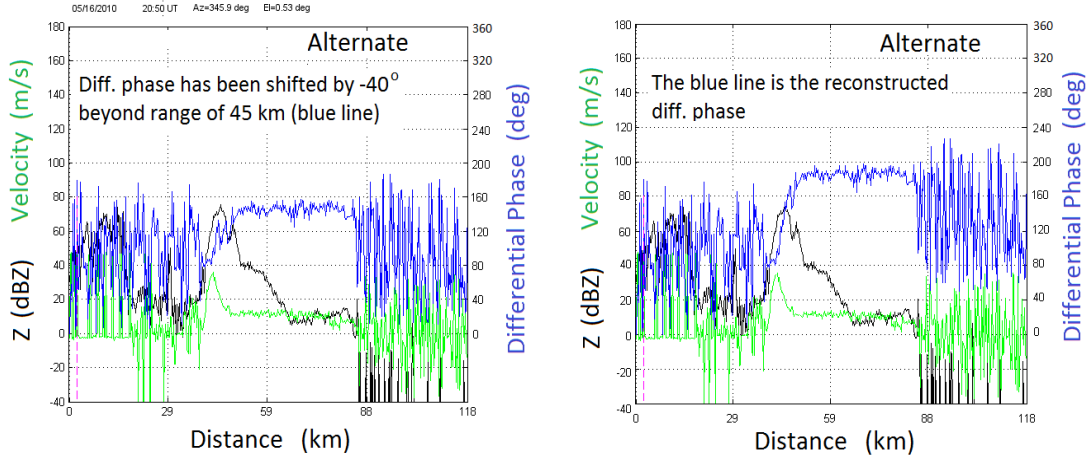 05/16/2010 20:50 UT Az=345.9 deg El=0.53 deg
Alternate
Diff. phase has been shifted by -40°
beyond range of 45 km (blue line)
Z (dBZ) Velocity (m/s)
180
160
140
120
100
80
60
40
20
0
-20
-40
360
320
280
240
200
160
120
80
40
0
Differential Phase (deg)
0 29 59 88 118
Distance (km)
Alternate
The blue line is the reconstructed
diff. phase
Z (dBZ) Velocity (m/s)
180
160
140
120
100
80
60
40
20
0
-20
-40
360
320
280
240
200
160
120
80
40
0
Differential Phase (deg)
0 29 59 88 118
Distance (km)